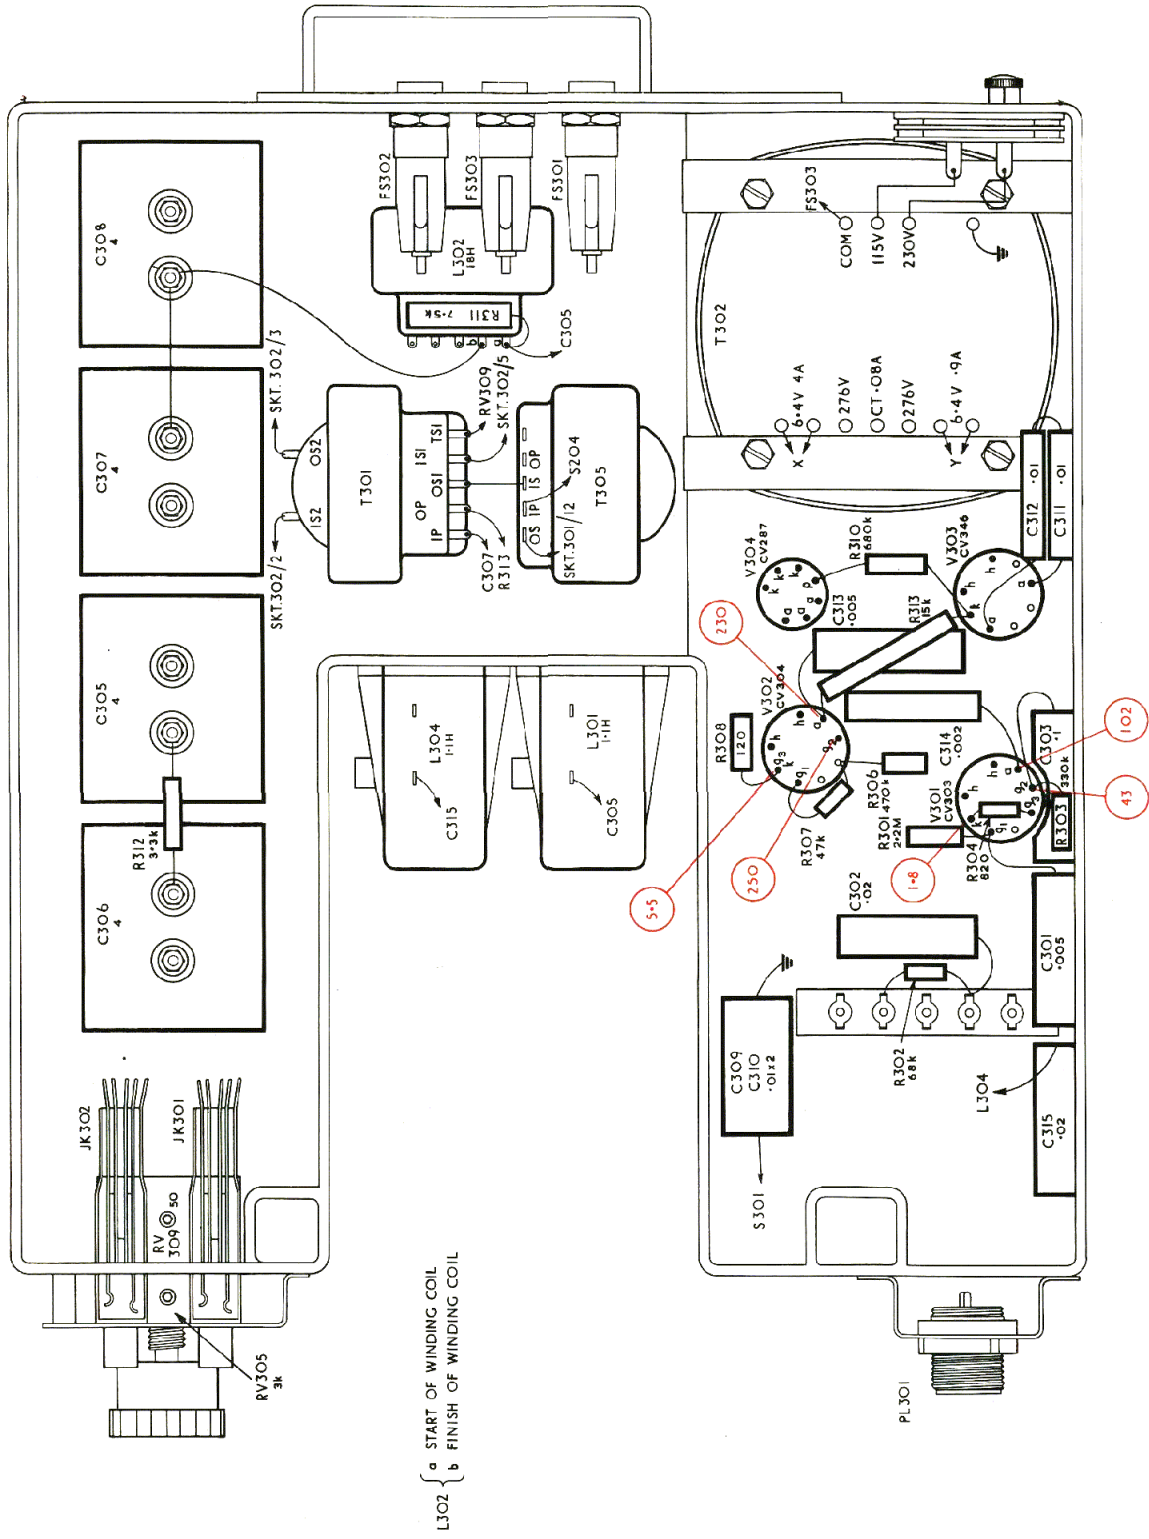 C308
4
C307
4
C305
4
C306
4
R312
3·3k
JK302
JK301
RV
309
50
RV305
3k
SKT. 302/3
SKT.302/2
IS2
OS2
T301
IP
OP
OS1
IS1
TS1
RV309
SKT.302/5
C307
R313
OS
IP
IS
OP
S204
SKT.301/12
T305
FS302
FS303
FS301
L302
18H
R311
7·5k
a
b
C305
L304
1·1H
C315
L301
1·1H
C305
T302
COM
FS303
115V
230V
6·4V 4A
X
276V
CT ·08A
276V
6·4V ·9A
Y
C312
·01
C311
·01
V304
CV287
k
k
k
p
a
a
a
R310
680k
V303
CV346
h
h
k
a
a
C313
·005
R313
15k
V302
CV304
h
h
k
a
g1
g2
g3
230
R308
120
R307
47k
R306
470k
R301
2·2M
C314
·002
V301
CV303
h
h
k
a
g1
g2
g3
R304
820
C303
·1
R303
330k
102
43
1·8
250
5·5
C302
·02
C301
·005
R302
68k
C309
C310
·01x2
S301
L304
C315
·02
PL301
L302
a START OF WINDING COIL
b FINISH OF WINDING COIL